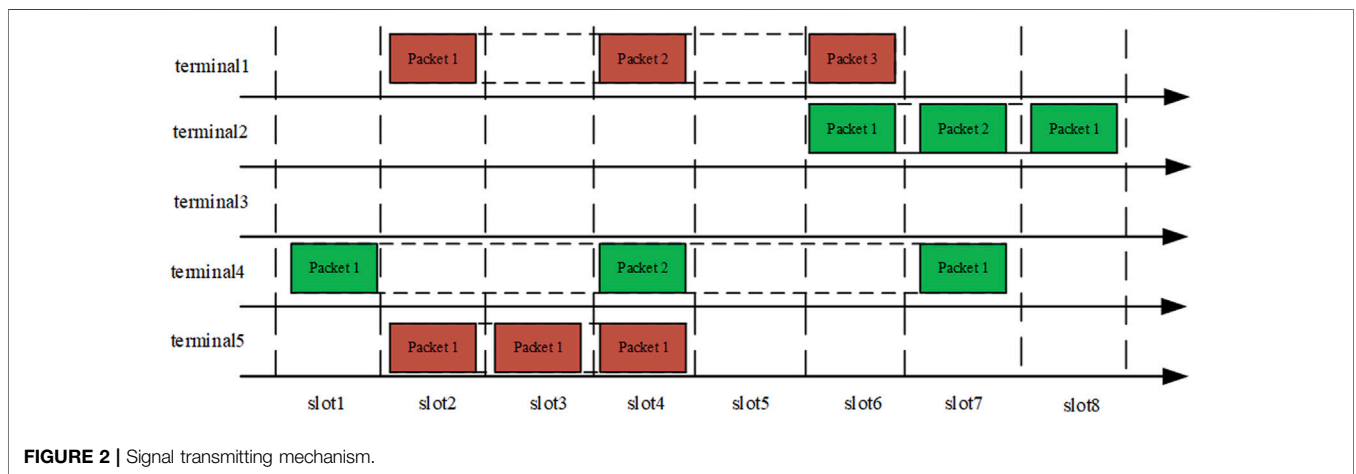 terminal1 Packet 1 Packet 2 Packet 3
terminal2 Packet 1 Packet 2 Packet 1
terminal3
terminal4 Packet 1 Packet 2 Packet 1
terminal5 Packet 1 Packet 1 Packet 1
slot1 slot2 slot3 slot4 slot5 slot6 slot7 slot8
FIGURE 2 | Signal transmitting mechanism.